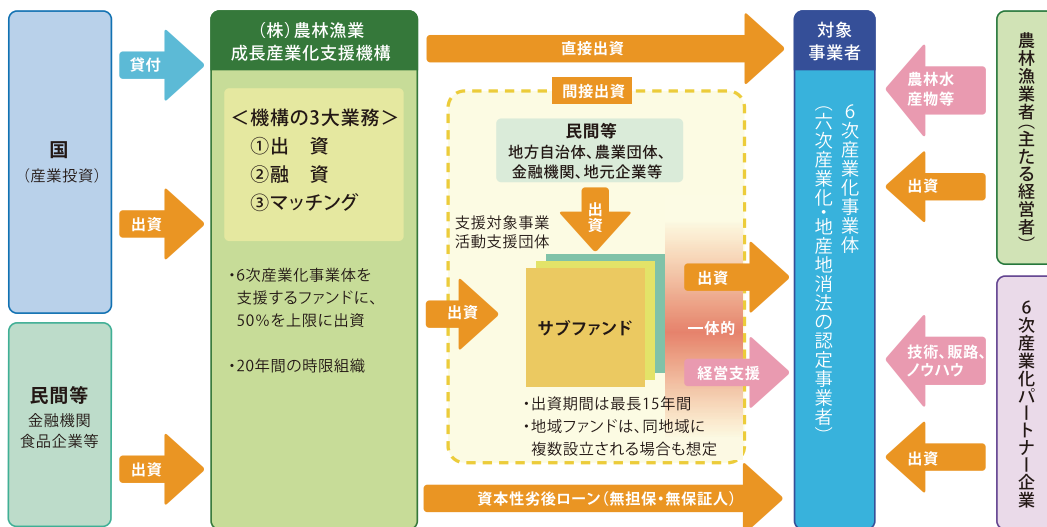 国
（産業投資）
民間等
金融機関
食品企業等
貸付
出資
出資
（株）農林漁業
成長産業化支援機構
＜機構の3大業務＞
①出　資
②融　資
③マッチング
・6次産業化事業体を
支援するファンドに、
50％を上限に出資
・20年間の時限組織
直接出資
間接出資
民間等
地方自治体、農業団体、
金融機関、地元企業等
出資
支援対象事業
活動支援団体
出資
サブファンド
一体的
出資
経営支援
・出資期間は最長15年間
・地域ファンドは、同地域に
複数設立される場合も想定
資本性劣後ローン（無担保・無保証人）
対象
事業者
6次産業化事業体
（六次産業化・地産地消法の認定事業者）
農林水
産物等
出資
技術、販路、
ノウハウ
出資
農林漁業者（主たる経営者）
6次産業化パートナー企業